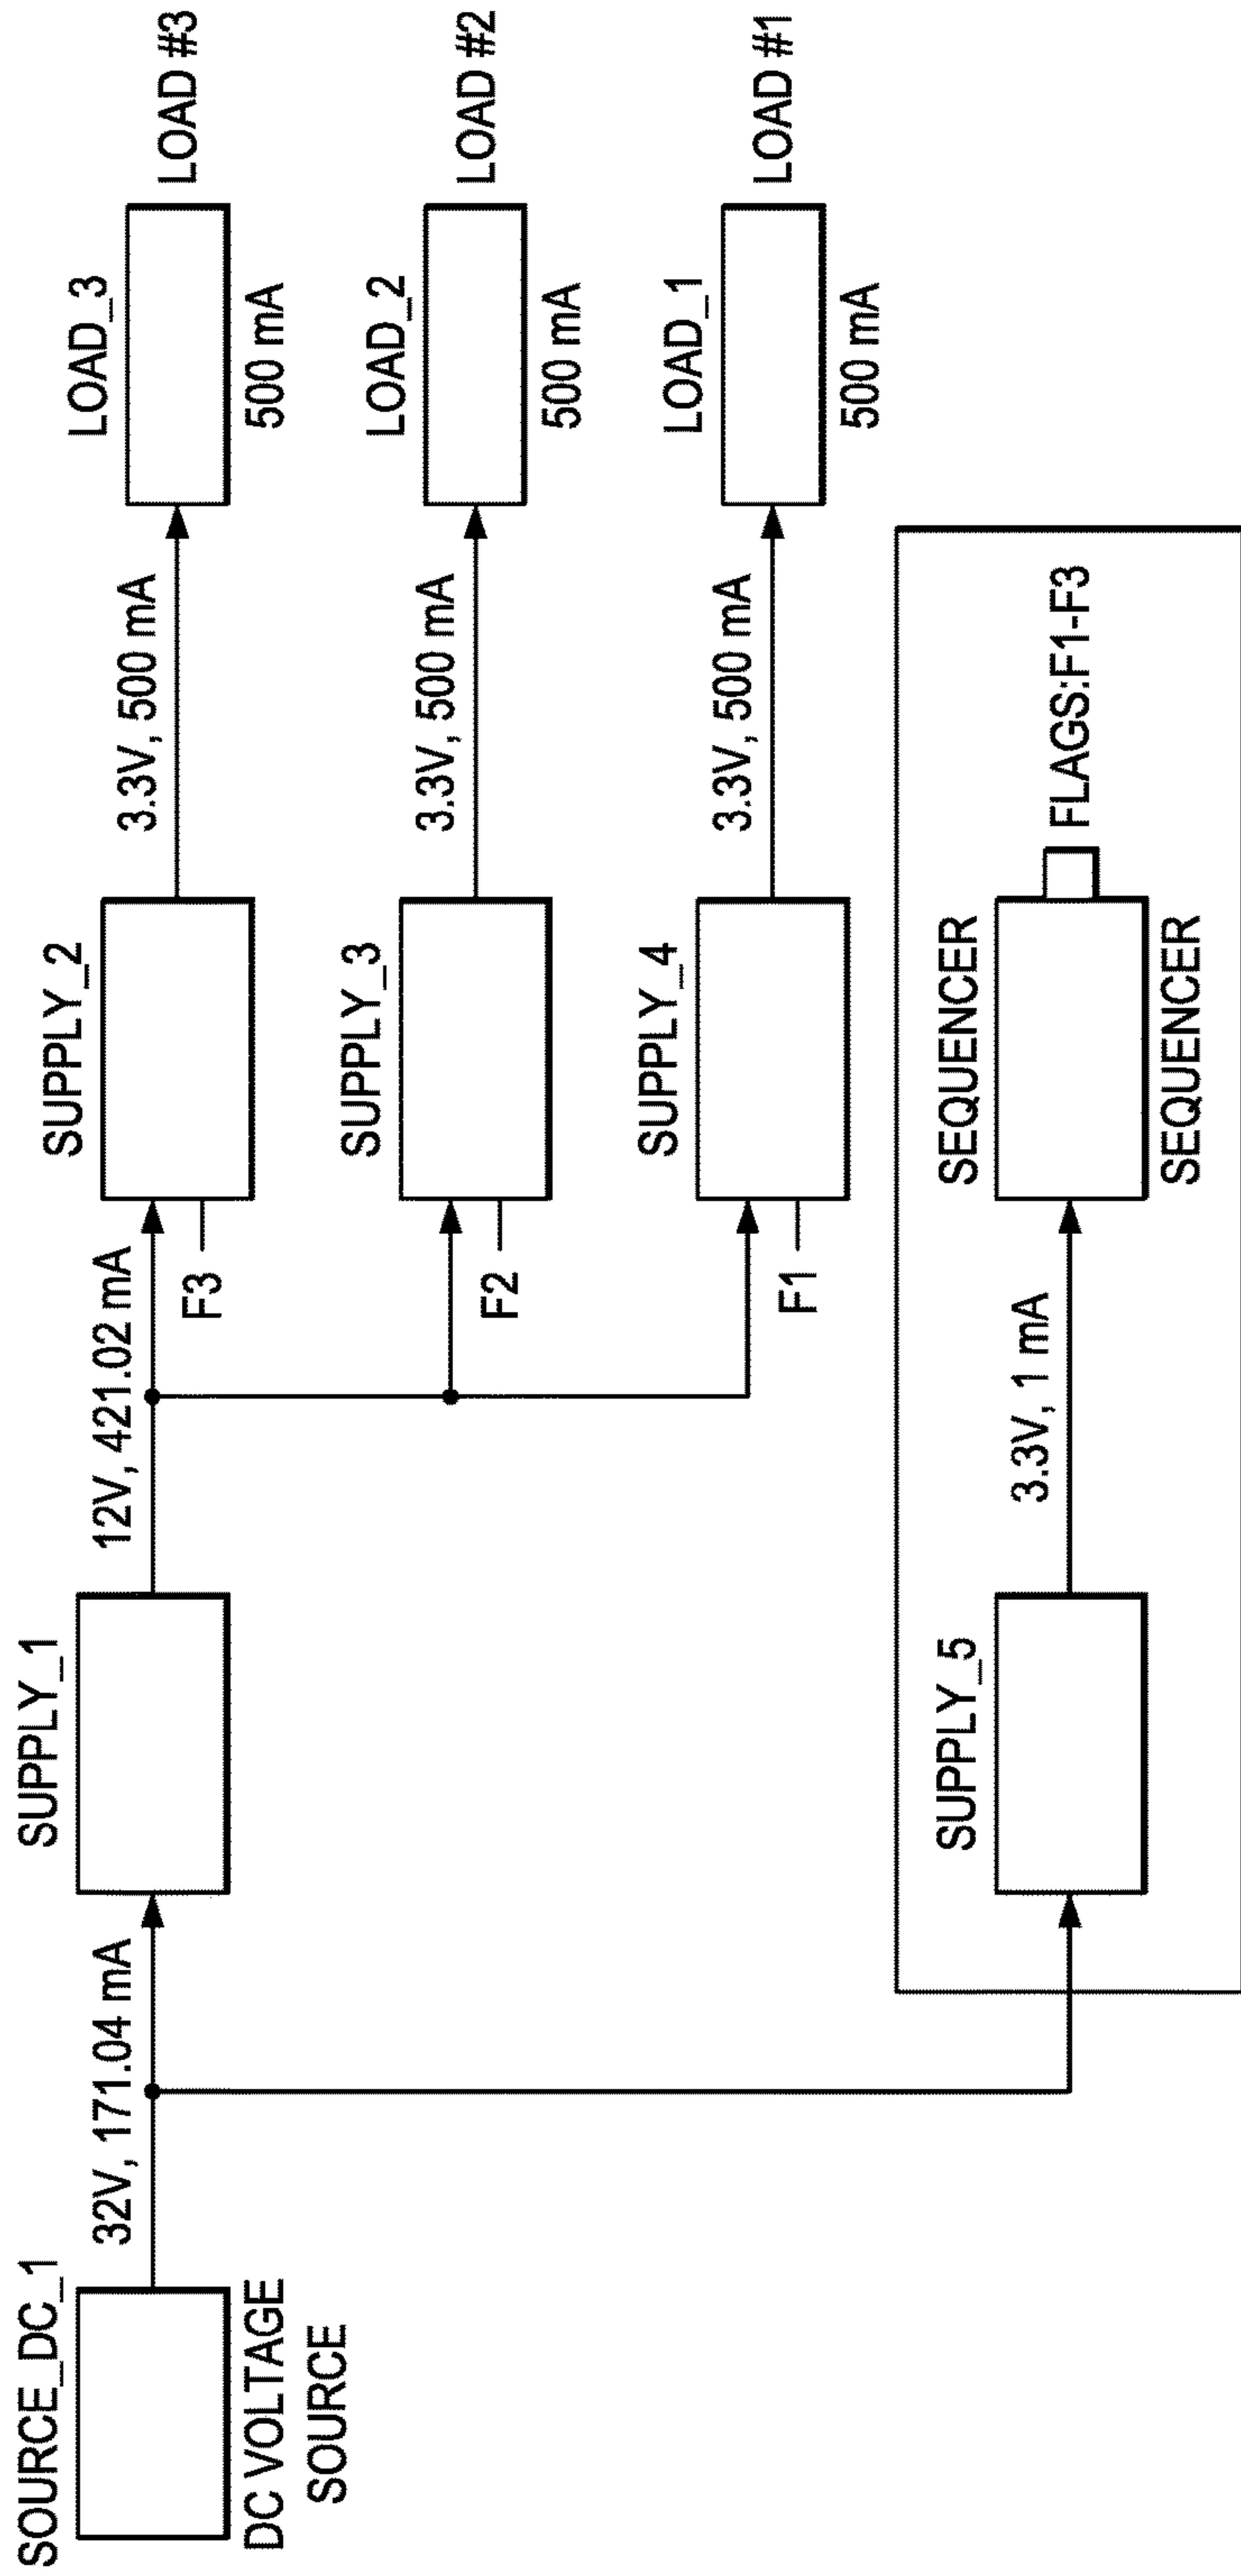 SOURCE_DC_1
DC VOLTAGE
SOURCE
32V, 171.04 mA
SUPPLY_1
12V, 421.02 mA
SUPPLY_2
F3
3.3V, 500 mA
LOAD_3
500 mA
LOAD #3
SUPPLY_3
F2
3.3V, 500 mA
LOAD_2
500 mA
LOAD #2
SUPPLY_4
F1
3.3V, 500 mA
LOAD_1
500 mA
LOAD #1
SUPPLY_5
3.3V, 1 mA
SEQUENCER
SEQUENCER
FLAGS:F1-F3